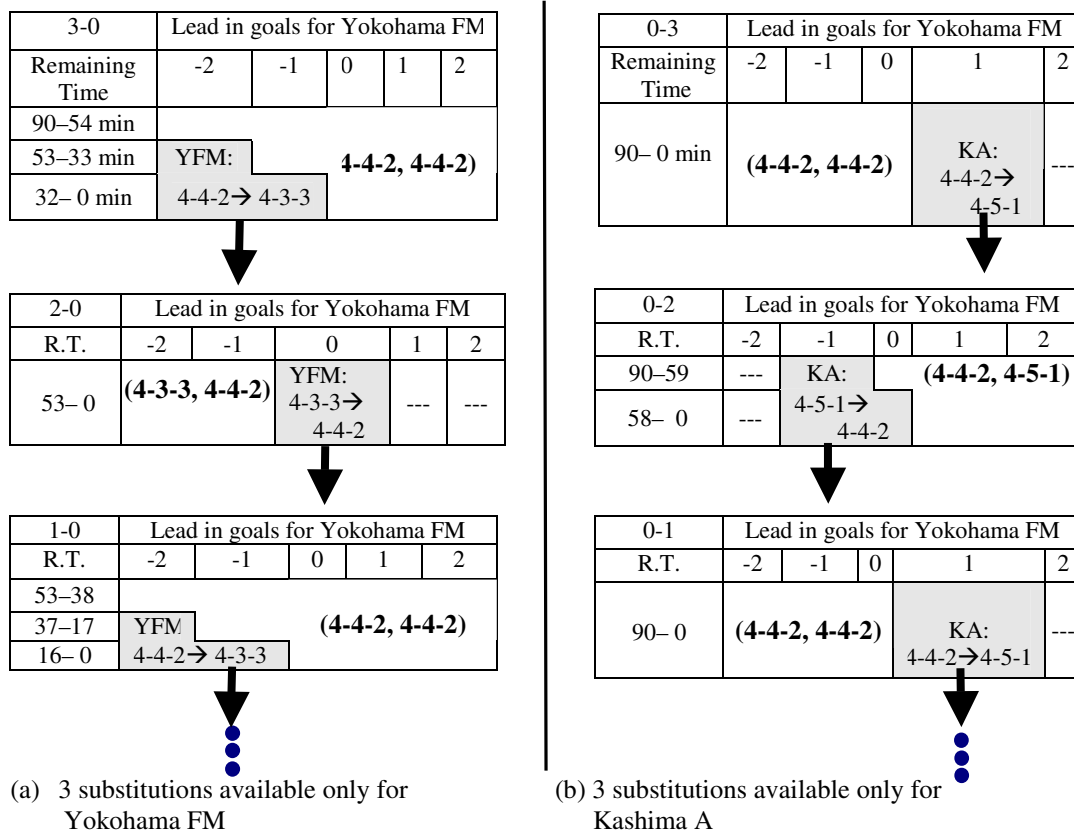 3-0 Lead in goals for Yokohama FM
Remaining Time -2 -1 0 1 2
90–54 min
53–33 min YFM: 4-4-2, 4-4-2)
32– 0 min 4-4-2→ 4-3-3
2-0 Lead in goals for Yokohama FM
R.T. -2 -1 0 1 2
53– 0 (4-3-3, 4-4-2) YFM: 4-3-3→ 4-4-2 --- ---
1-0 Lead in goals for Yokohama FM
R.T. -2 -1 0 1 2
53–38
37–17 YFM (4-4-2, 4-4-2)
16– 0 4-4-2→ 4-3-3
(a) 3 substitutions available only for
Yokohama FM
0-3 Lead in goals for Yokohama FM
Remaining Time -2 -1 0 1 2
90– 0 min (4-4-2, 4-4-2) KA: 4-4-2→ 4-5-1 ---
0-2 Lead in goals for Yokohama FM
R.T. -2 -1 0 1 2
90–59 --- KA: (4-4-2, 4-5-1)
58– 0 --- 4-5-1→ 4-4-2
0-1 Lead in goals for Yokohama FM
R.T. -2 -1 0 1 2
90– 0 (4-4-2, 4-4-2) KA: 4-4-2→4-5-1 ---
(b) 3 substitutions available only for
Kashima A